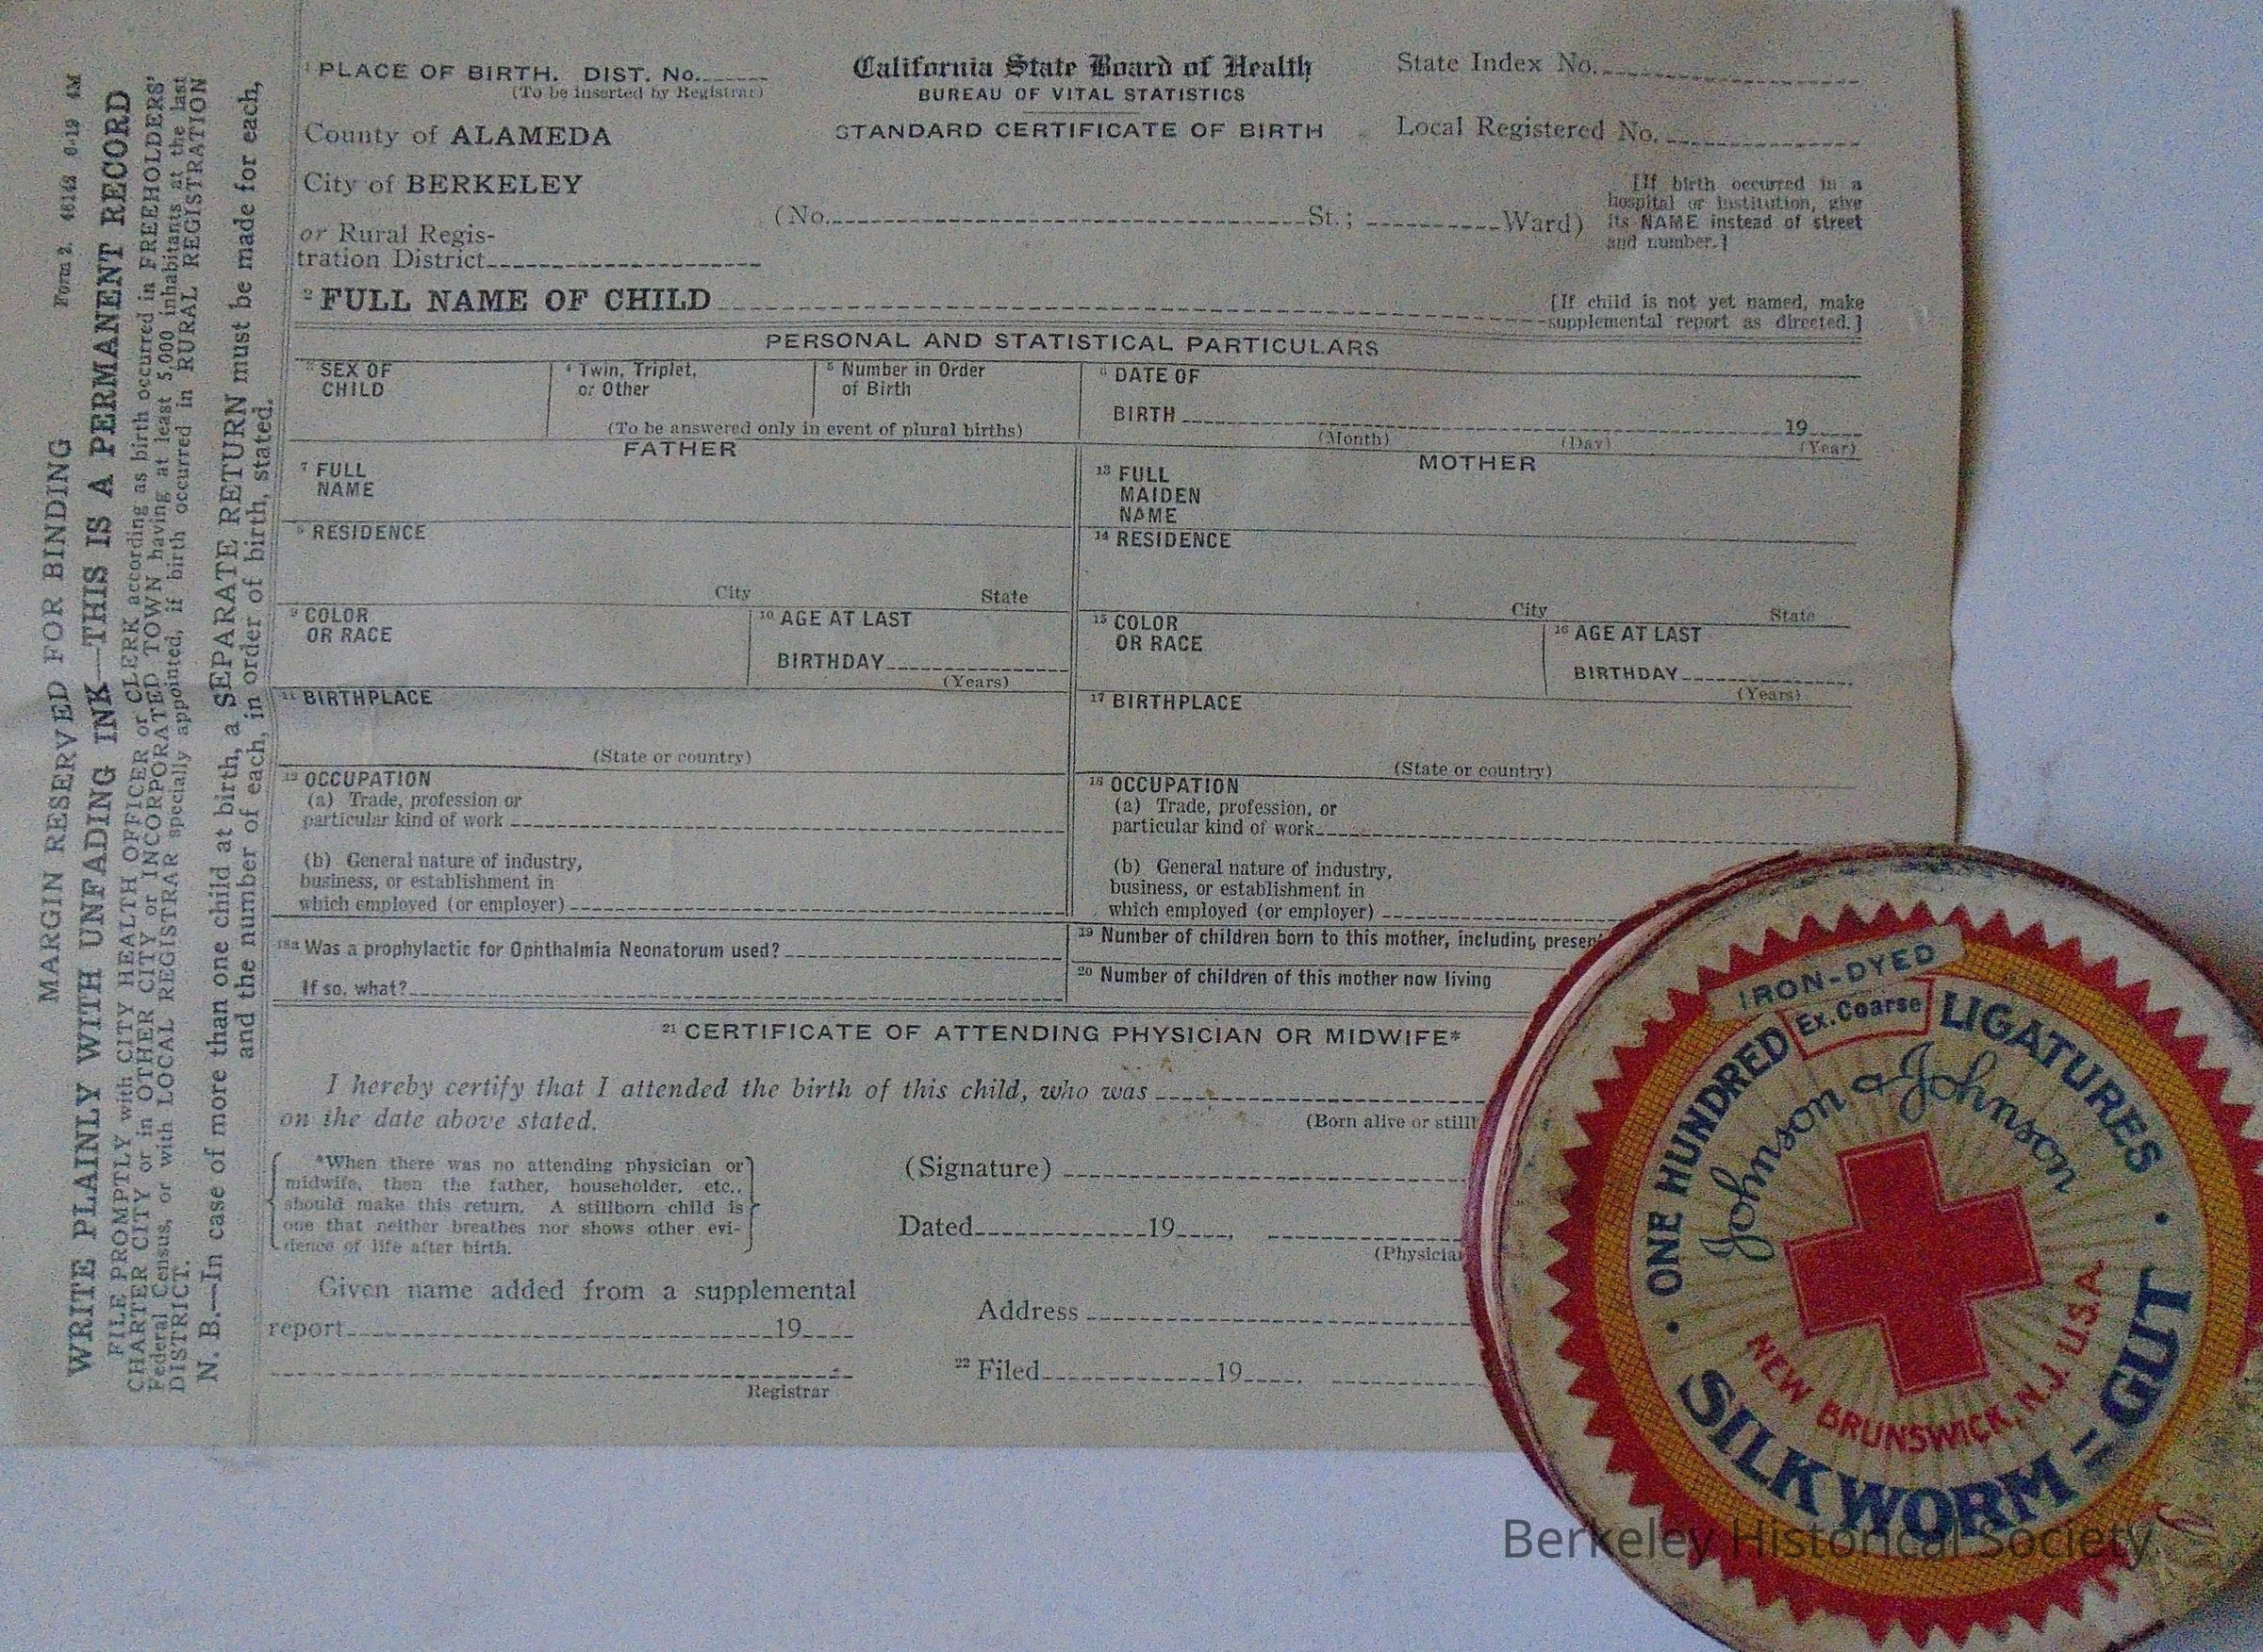 Form 2. 46142 6-19 4M
MARGIN RESERVED FOR BINDING
WRITE PLAINLY WITH UNFADING INK—THIS IS A PERMANENT RECORD
FILE PROMPTLY with CITY HEALTH OFFICER or CLERK according as birth occurred in FREEHOLDERS'
CHARTER CITY or in OTHER CITY or INCORPORATED TOWN having at least 5,000 inhabitants at the last
Federal Census, or with LOCAL REGISTRAR specially appointed, if birth occurred in RURAL REGISTRATION
DISTRICT.
N. B.—In case of more than one child at birth, a SEPARATE RETURN must be made for each,
and the number of each, in order of birth, stated.
1 PLACE OF BIRTH. DIST. No.
(To be inserted by Registrar)
County of ALAMEDA
City of BERKELEY
or Rural Regis-
tration District
California State Board of Health
BUREAU OF VITAL STATISTICS
STANDARD CERTIFICATE OF BIRTH
State Index No.
Local Registered No.
(No. St.; Ward)
[If birth occurred in a
hospital or institution, give
its NAME instead of street
and number.]
2 FULL NAME OF CHILD
[If child is not yet named, make
supplemental report as directed.]
PERSONAL AND STATISTICAL PARTICULARS
3 SEX OF
CHILD
4 Twin, Triplet,
or Other
5 Number in Order
of Birth
(To be answered only in event of plural births)
6 DATE OF
BIRTH 19
(Month) (Day) (Year)
FATHER
7 FULL
NAME
8 RESIDENCE
City State
9 COLOR
OR RACE
10 AGE AT LAST
BIRTHDAY
(Years)
11 BIRTHPLACE
(State or country)
12 OCCUPATION
(a) Trade, profession or
particular kind of work
(b) General nature of industry,
business, or establishment in
which employed (or employer)
MOTHER
13 FULL
MAIDEN
NAME
14 RESIDENCE
City State
15 COLOR
OR RACE
16 AGE AT LAST
BIRTHDAY
(Years)
17 BIRTHPLACE
(State or country)
18 OCCUPATION
(a) Trade, profession, or
particular kind of work
(b) General nature of industry,
business, or establishment in
which employed (or employer)
18a Was a prophylactic for Ophthalmia Neonatorum used?
If so, what?
19 Number of children born to this mother, including presen
20 Number of children of this mother now living
21 CERTIFICATE OF ATTENDING PHYSICIAN OR MIDWIFE*
I hereby certify that I attended the birth of this child, who was
on the date above stated.
(Born alive or still
*When there was no attending physician or
midwife, then the father, householder, etc.,
should make this return. A stillborn child is
one that neither breathes nor shows other evi-
dence of life after birth.
(Signature)
Dated 19 ,
(Physicia
Given name added from a supplemental
report 19
Registrar
Address
22 Filed 19 .
IRON-DYED
Ex. Coarse
• ONE HUNDRED LIGATURES •
Johnson & Johnson
NEW BRUNSWICK, N.J. U.S.A.
SILK WORM = GUT
Berkeley Historical Society